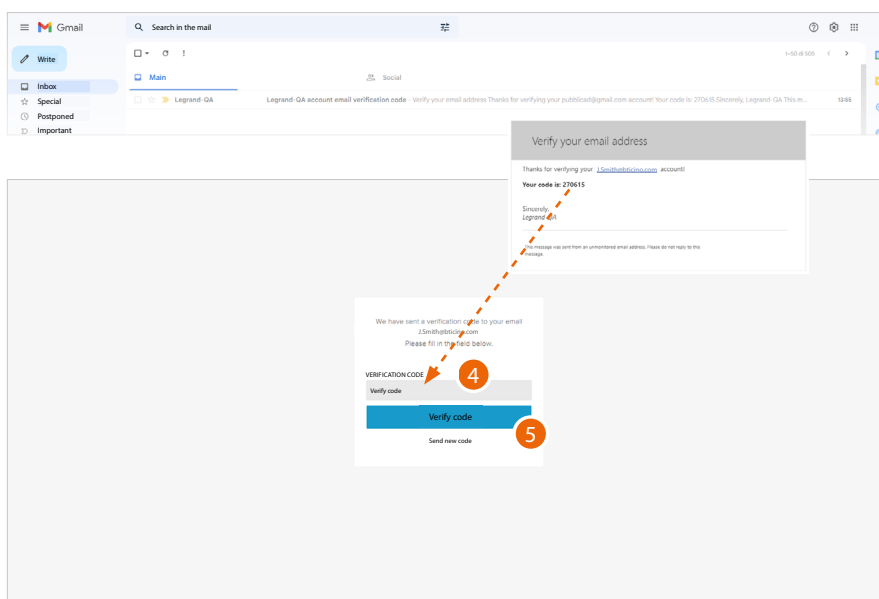 Gmail
Search in the mail
Write
1–50 di 505
Main
Social
Inbox
Legrand-QA Legrand-QA account email verification code - Verify your email address Thanks for verifying your pubblicad@gmail.com account! Your code is: 270615 Sincerely, Legrand-QA This m... 13:55
Special
Postponed
Important
Verify your email address
Thanks for verifying your J.Smith@bticino.com account!
Your code is: 270615
Sincerely,
Legrand-QA
This message was sent from an unmonitored email address. Please do not reply to this
message.
We have sent a verification code to your email
J.Smith@bticino.com
Please fill in the field below.
VERIFICATION CODE
4
Verify code
Verify code
5
Send new code